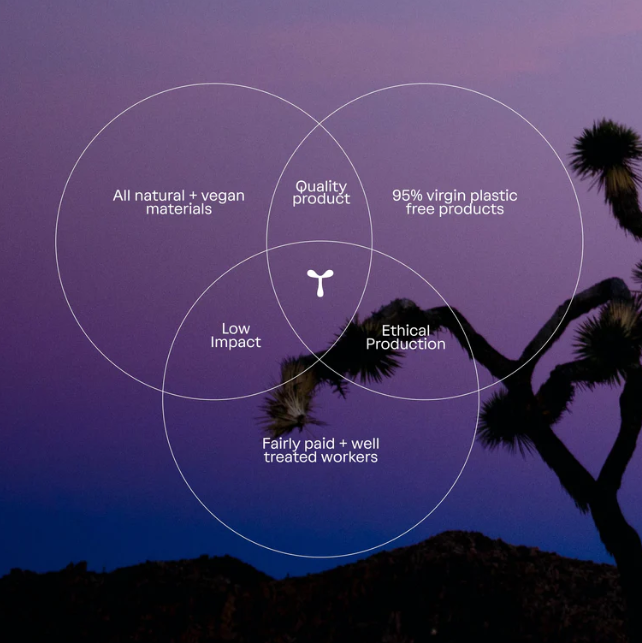 Quality
product
All natural + vegan
materials
95% virgin plastic
free products
Low
Impact
Ethical
Production
Fairly paid + well
treated workers